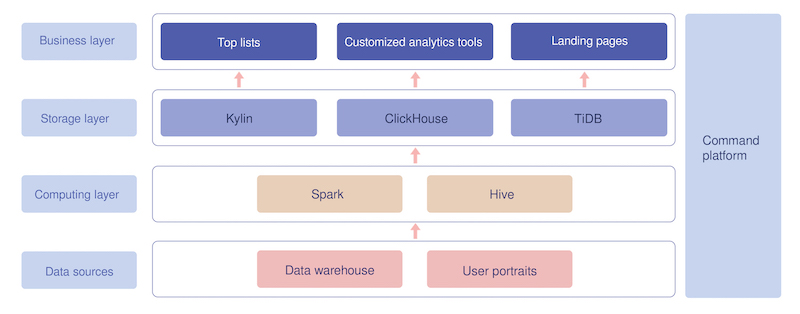 Business layer
Top lists
Customized analytics tools
Landing pages
Storage layer
Kylin
ClickHouse
TiDB
Command
platform
Computing layer
Spark
Hive
Data sources
Data warehouse
User portraits